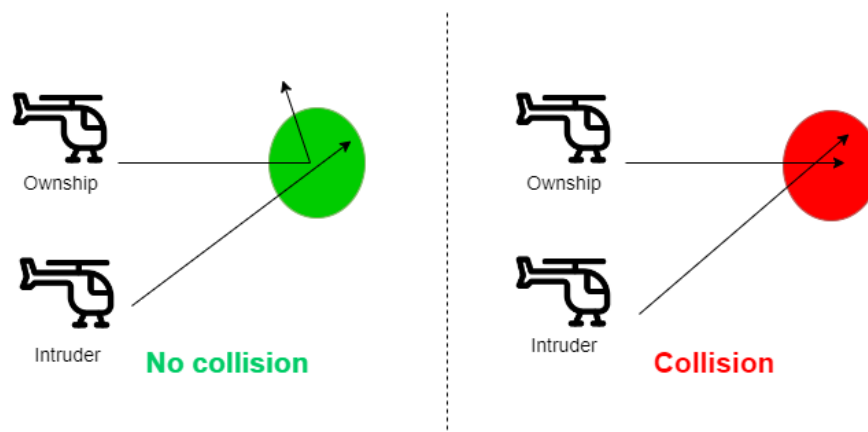 Ownship
Intruder
No collision
Ownship
Intruder
Collision